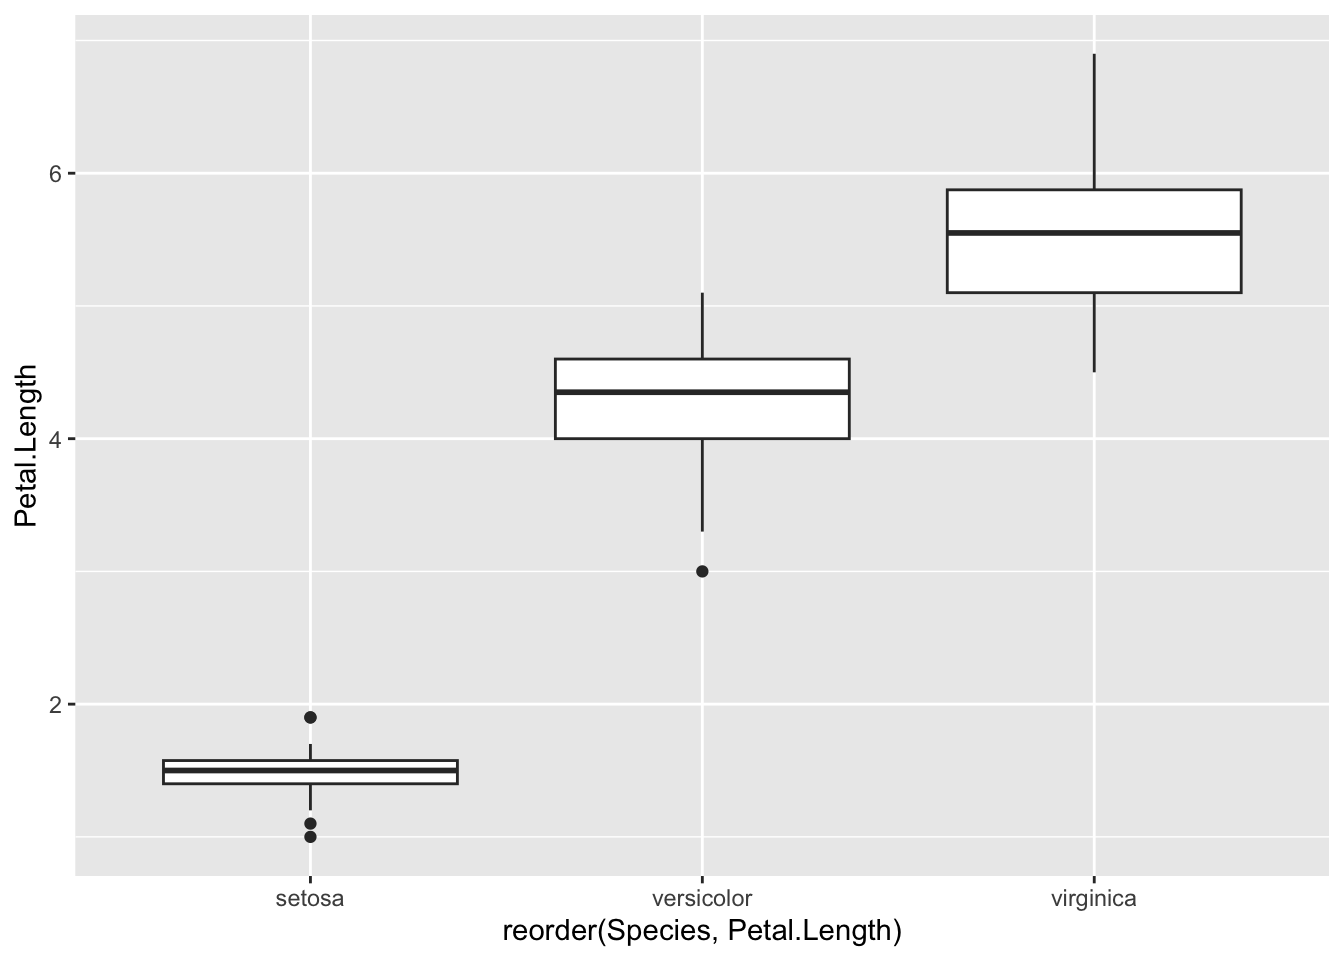 Petal.Length
6
4
2
setosa versicolor virginica
reorder(Species, Petal.Length)